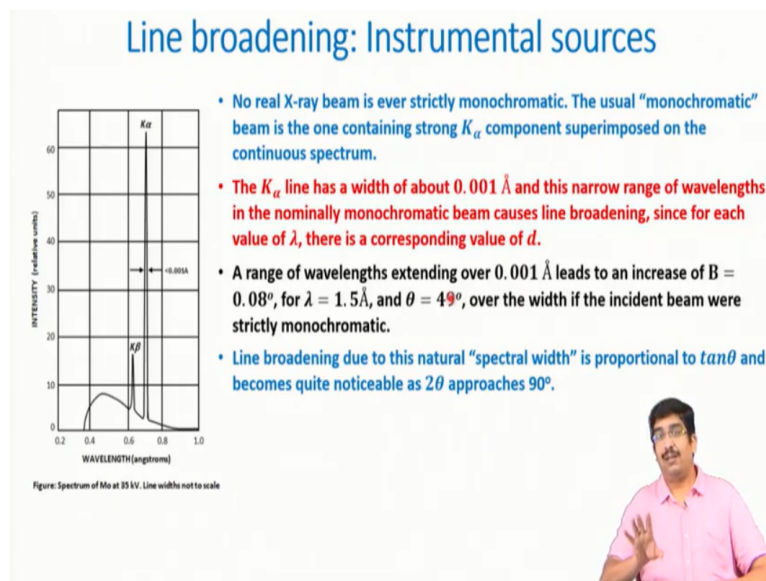 Line broadening: Instrumental sources
• No real X-ray beam is ever strictly monochromatic. The usual “monochromatic”
beam is the one containing strong Kα component superimposed on the
continuous spectrum.
• The Kα line has a width of about 0.001 Å and this narrow range of wavelengths
in the nominally monochromatic beam causes line broadening, since for each
value of λ, there is a corresponding value of d.
• A range of wavelengths extending over 0.001 Å leads to an increase of B =
0.08º, for λ = 1.5Å, and θ = 49º, over the width if the incident beam were
strictly monochromatic.
• Line broadening due to this natural “spectral width” is proportional to tanθ and
becomes quite noticeable as 2θ approaches 90º.
INTENSITY (relative units)
60
50
40
30
20
10
0
Kα
<0.001A
Kβ
0.2 0.4 0.6 0.8 1.0
WAVELENGTH (angstroms)
Figure: Spectrum of Mo at 35 kV. Line widths not to scale